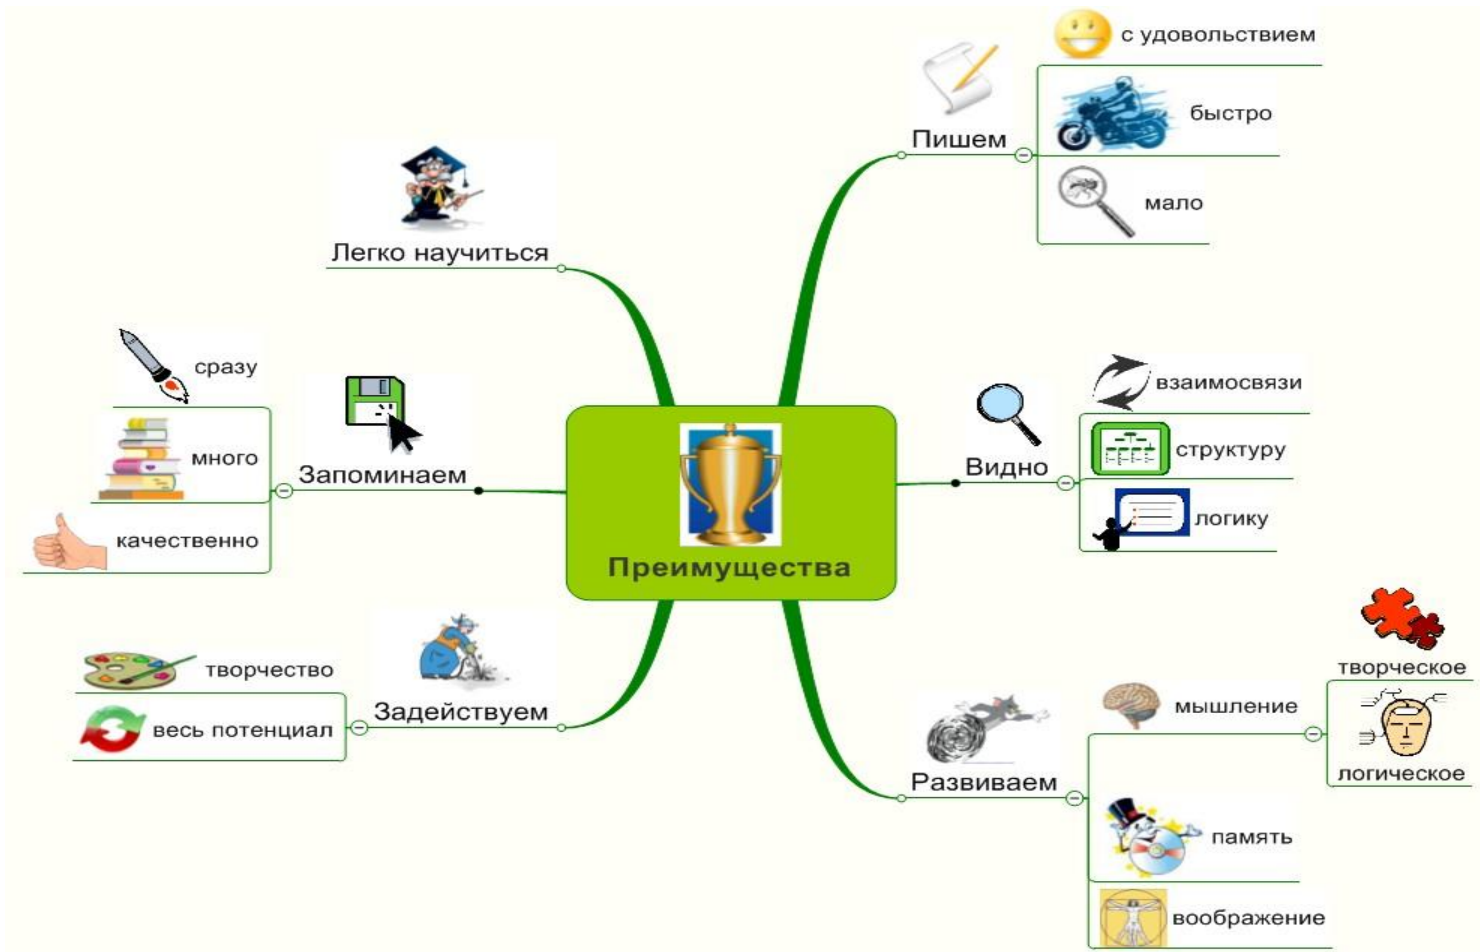 с удовольствием
быстро
Пишем
мало
Легко научиться
сразу
много
Запоминаем
качественно
взаимосвязи
структуру
Видно
логику
Преимущества
творчество
весь потенциал
Задействуем
творческое
мышление
логическое
Развиваем
память
воображение